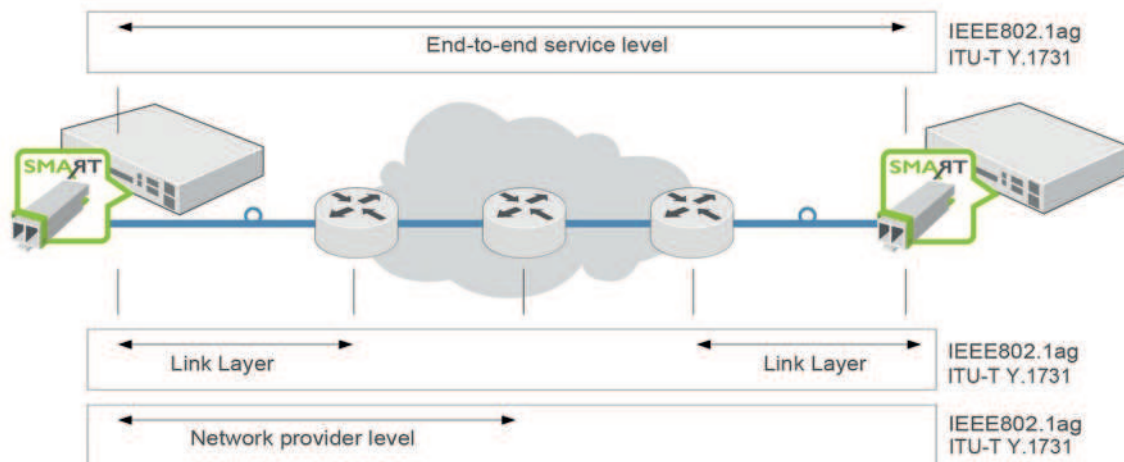 End-to-end service level
IEEE802.1ag
ITU-T Y.1731
SMART
SMART
Link Layer
Link Layer
IEEE802.1ag
ITU-T Y.1731
Network provider level
IEEE802.1ag
ITU-T Y.1731